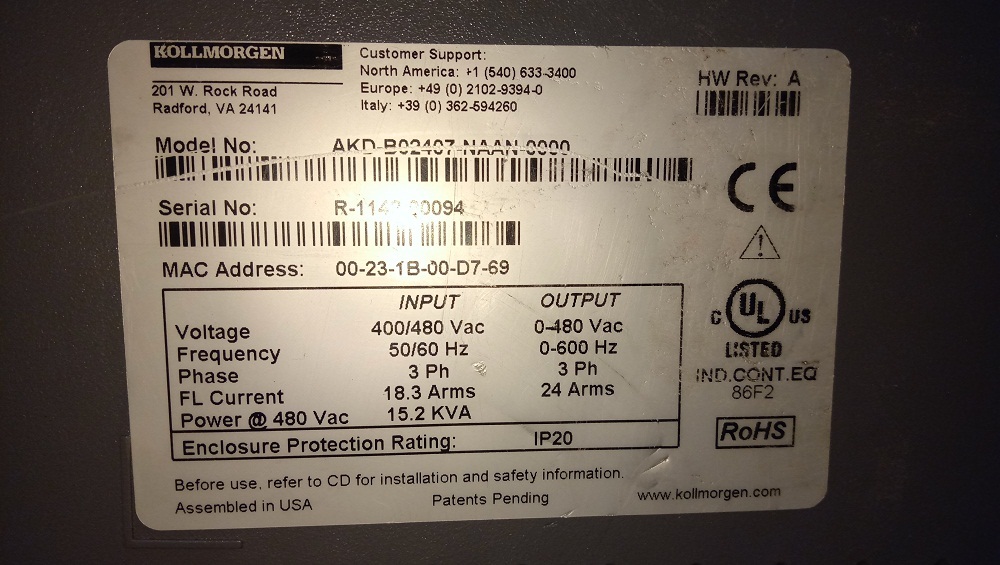 KOLLMORGEN
201 W. Rock Road
Radford, VA 24141
Customer Support:
North America: +1 (540) 633-3400
Europe: +49 (0) 2102-9394-0
Italy: +39 (0) 362-594260
HW Rev: A
Model No: AKD-B02407-NAAN-0000
Serial No:
MAC Address: 00-23-1B-00-D7-69
INPUT OUTPUT
Voltage 400/480 Vac 0-480 Vac
Frequency 50/60 Hz 0-600 Hz
Phase 3 Ph 3 Ph
FL Current 18.3 Arms 24 Arms
Power @ 480 Vac 15.2 KVA
Enclosure Protection Rating: IP20
CE
C UL US
LISTED
IND.CONT.EQ
86F2
RoHS
Before use, refer to CD for installation and safety information.
Assembled in USA
Patents Pending
www.kollmorgen.com